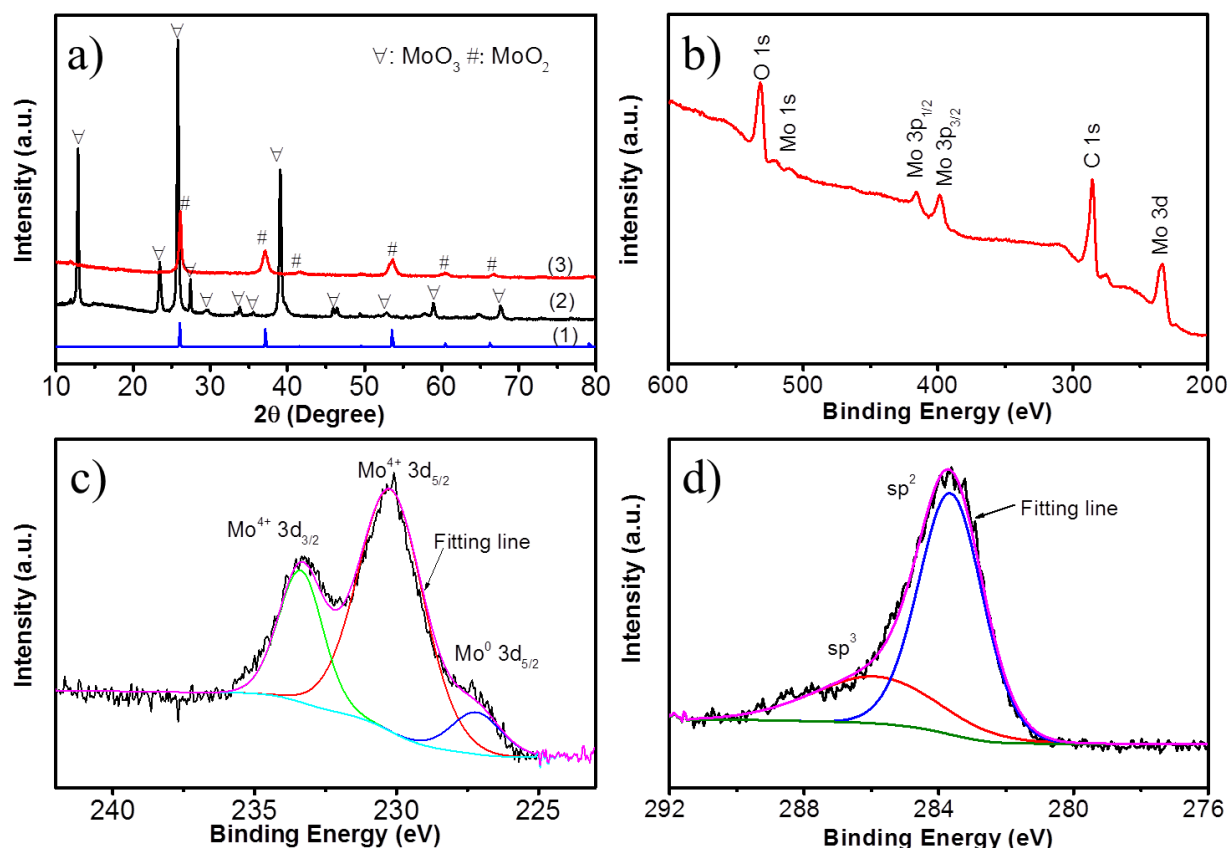 a)
∀: MoO₃ #: MoO₂
∀ ∀ ∀ ∀ ∀ ∀ ∀ ∀ ∀ ∀ ∀ ∀
# # # # # #
(3)
(2)
(1)
Intensity (a.u.)
10 20 30 40 50 60 70 80
2θ (Degree)
b)
O 1s
Mo 1s
Mo 3p₁/₂
Mo 3p₃/₂
C 1s
Mo 3d
intensity (a.u.)
600 500 400 300 200
Binding Energy (eV)
c)
Mo⁴⁺ 3d₅/₂
Mo⁴⁺ 3d₃/₂
Fitting line
Mo⁰ 3d₅/₂
Intensity (a.u.)
240 235 230 225
Binding Energy (eV)
d)
sp²
Fitting line
sp³
Intensity (a.u.)
292 288 284 280 276
Binding Energy (eV)